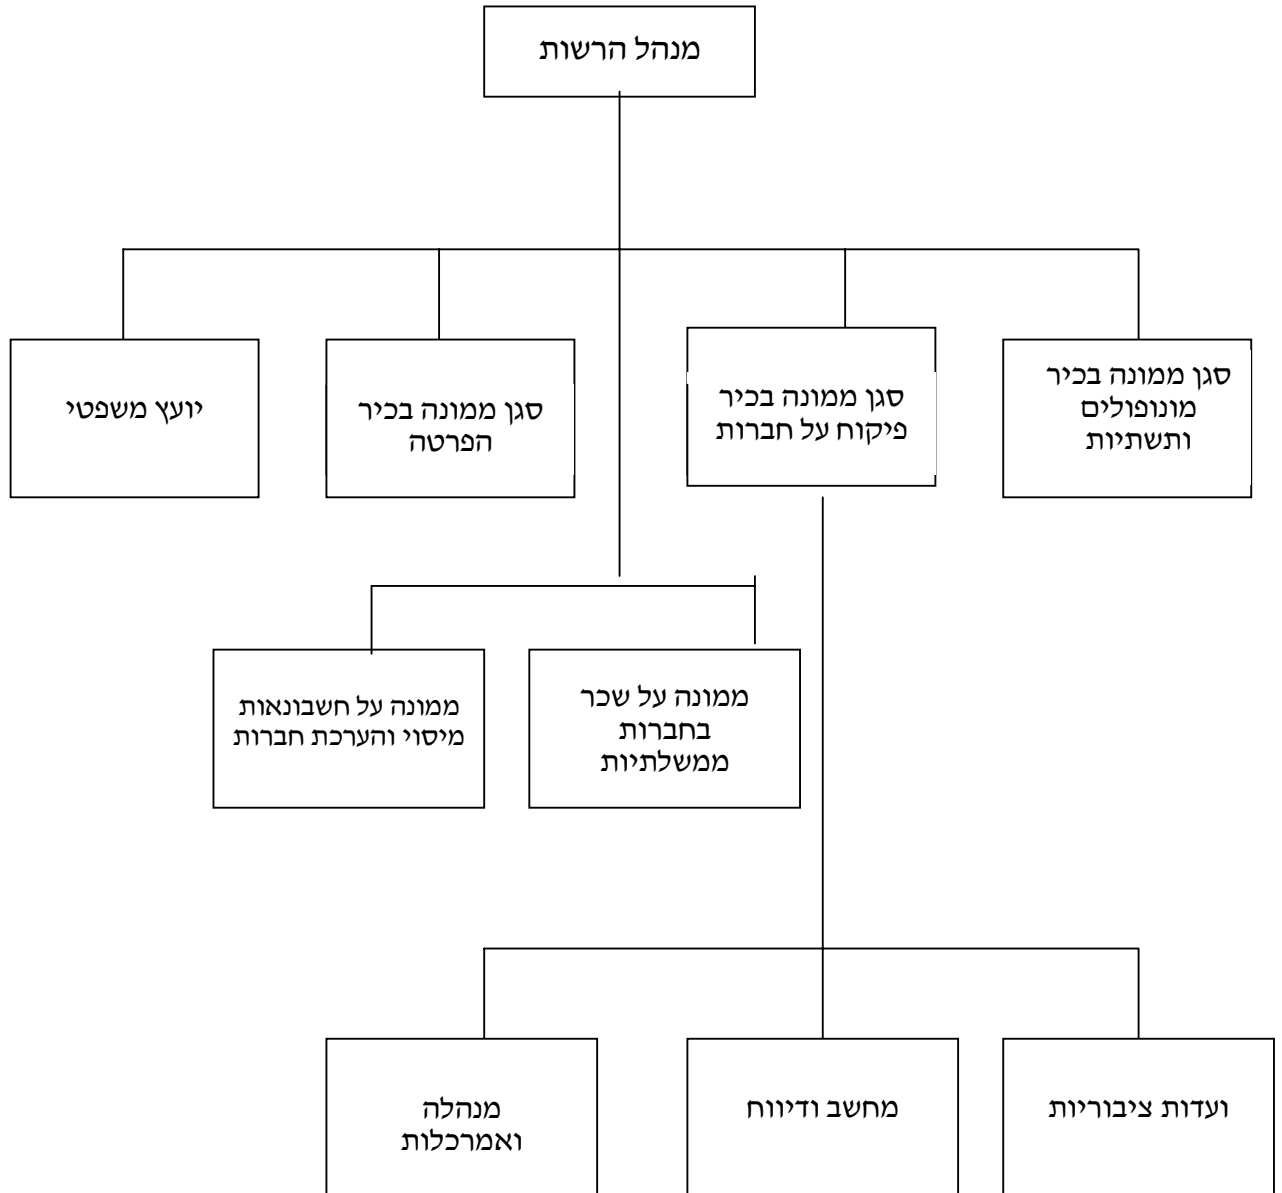 מנהל הרשות
סגן ממונה בכיר
מונופולים
ותשתיות
סגן ממונה בכיר
פיקוח על חברות
סגן ממונה בכיר
הפרטה
יועץ משפטי
ממונה על שכר
בחברות
ממשלתיות
ממונה על חשבונאות
מיסוי והערכת חברות
ועדות ציבוריות
מחשב ודיווח
מנהלה
ואמרכלות